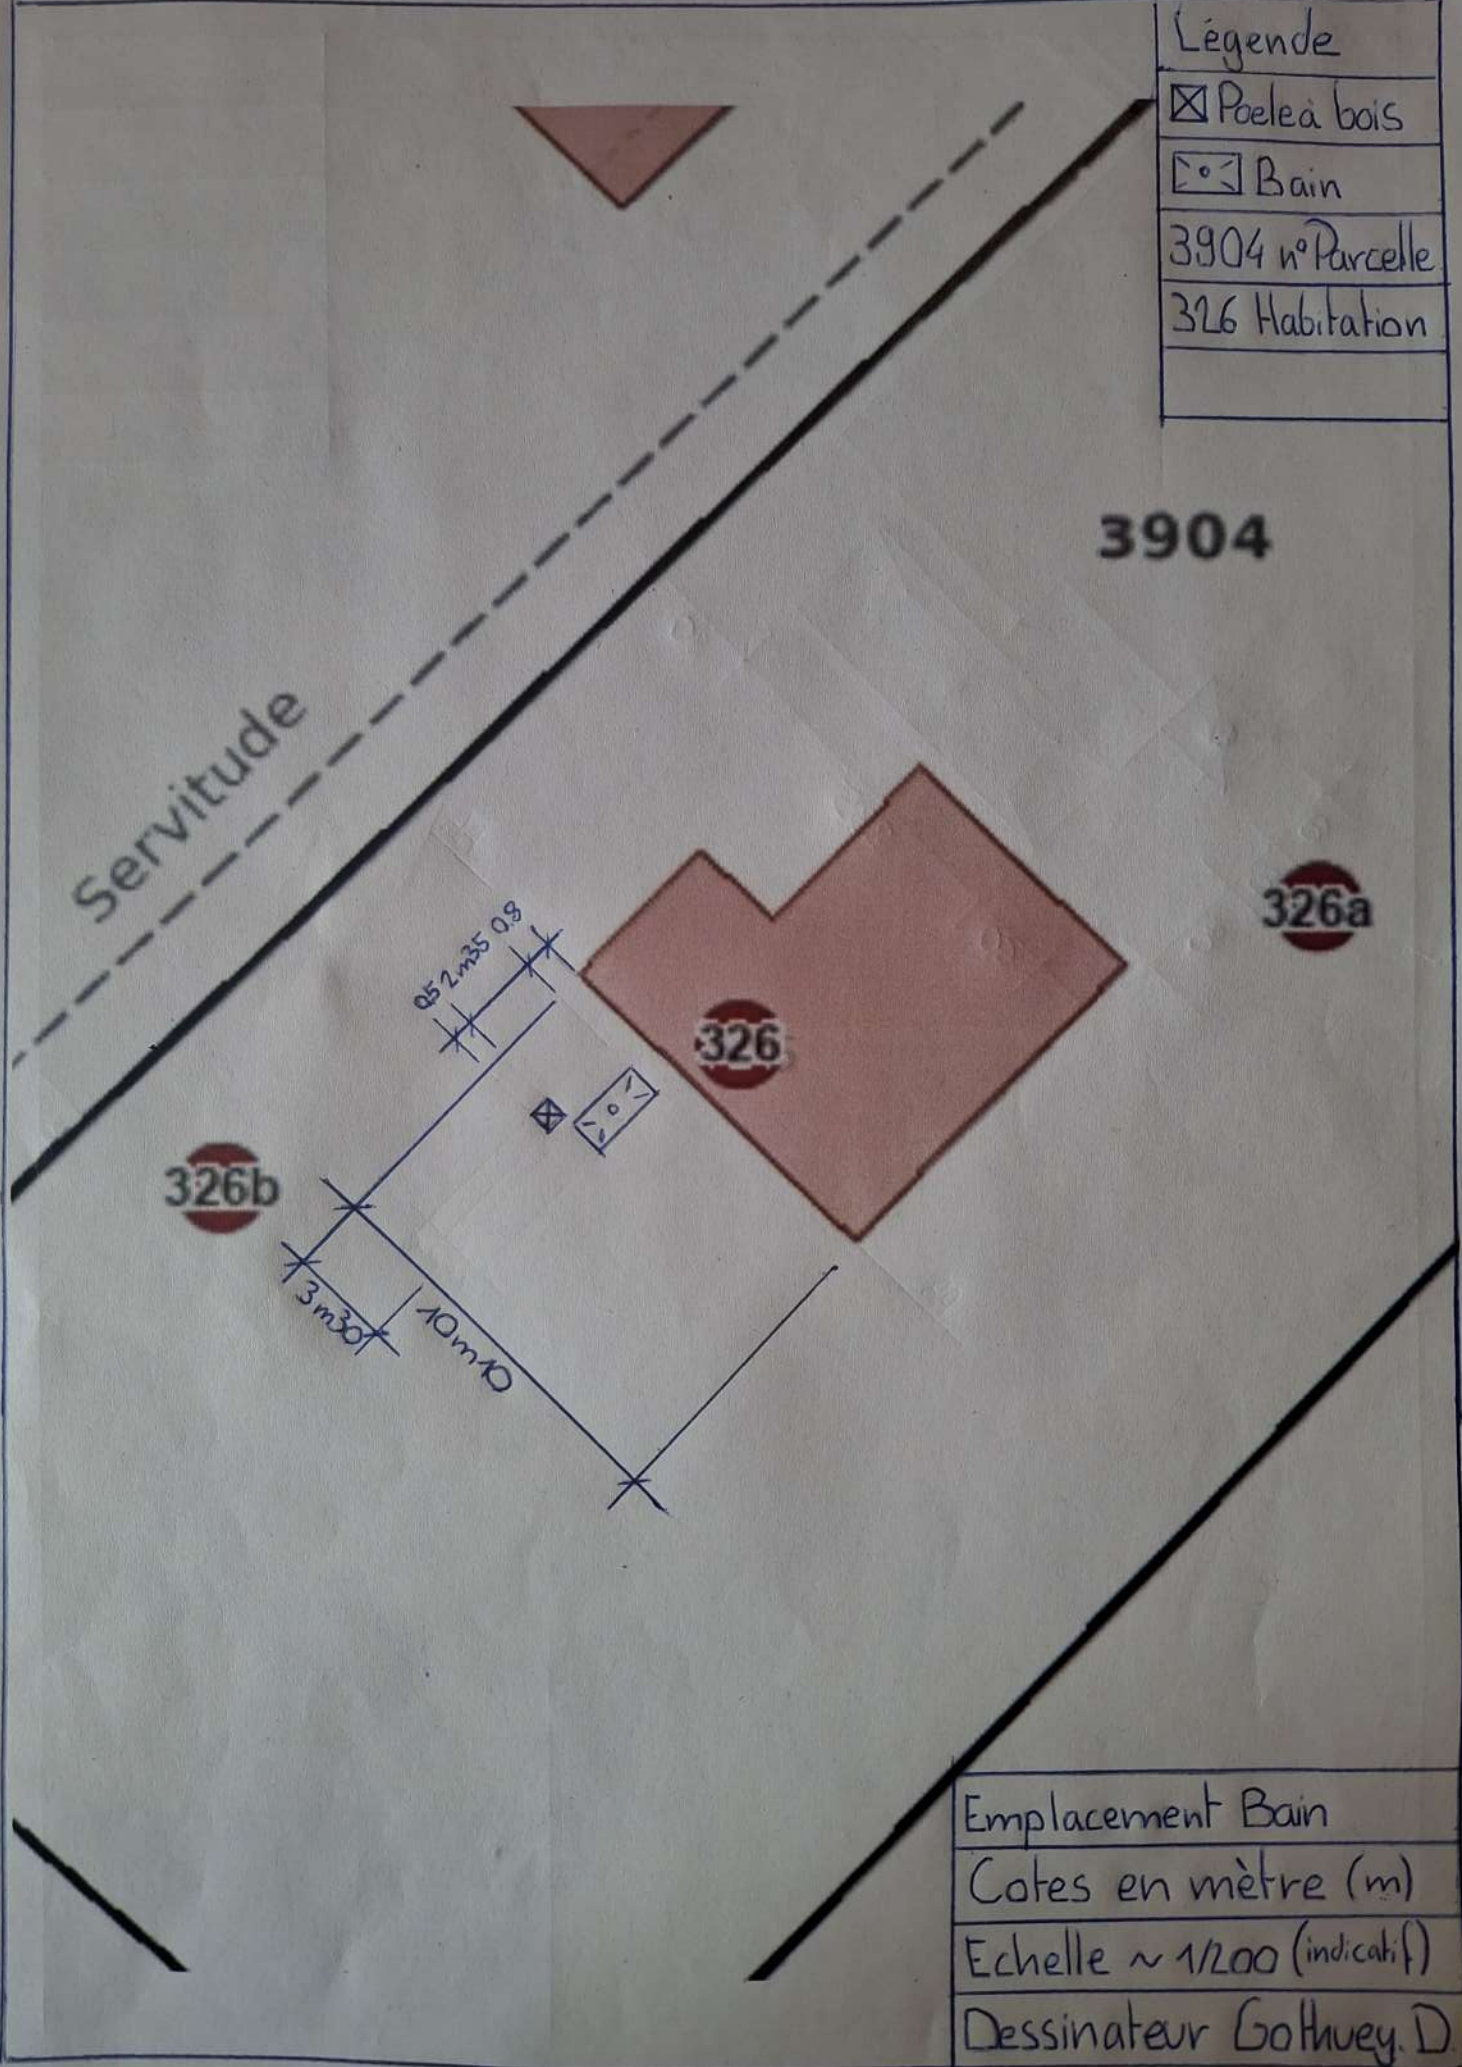 Légende
Poele à bois
Bain
3904 n° Parcelle
326 Habitation
3904
Servitude
326a
0.5 2m35 0.8
326
326b
3m30
10m10
Emplacement Bain
Cotes en mètre (m)
Echelle ~ 1/200 (indicatif)
Dessinateur Gothuey. D